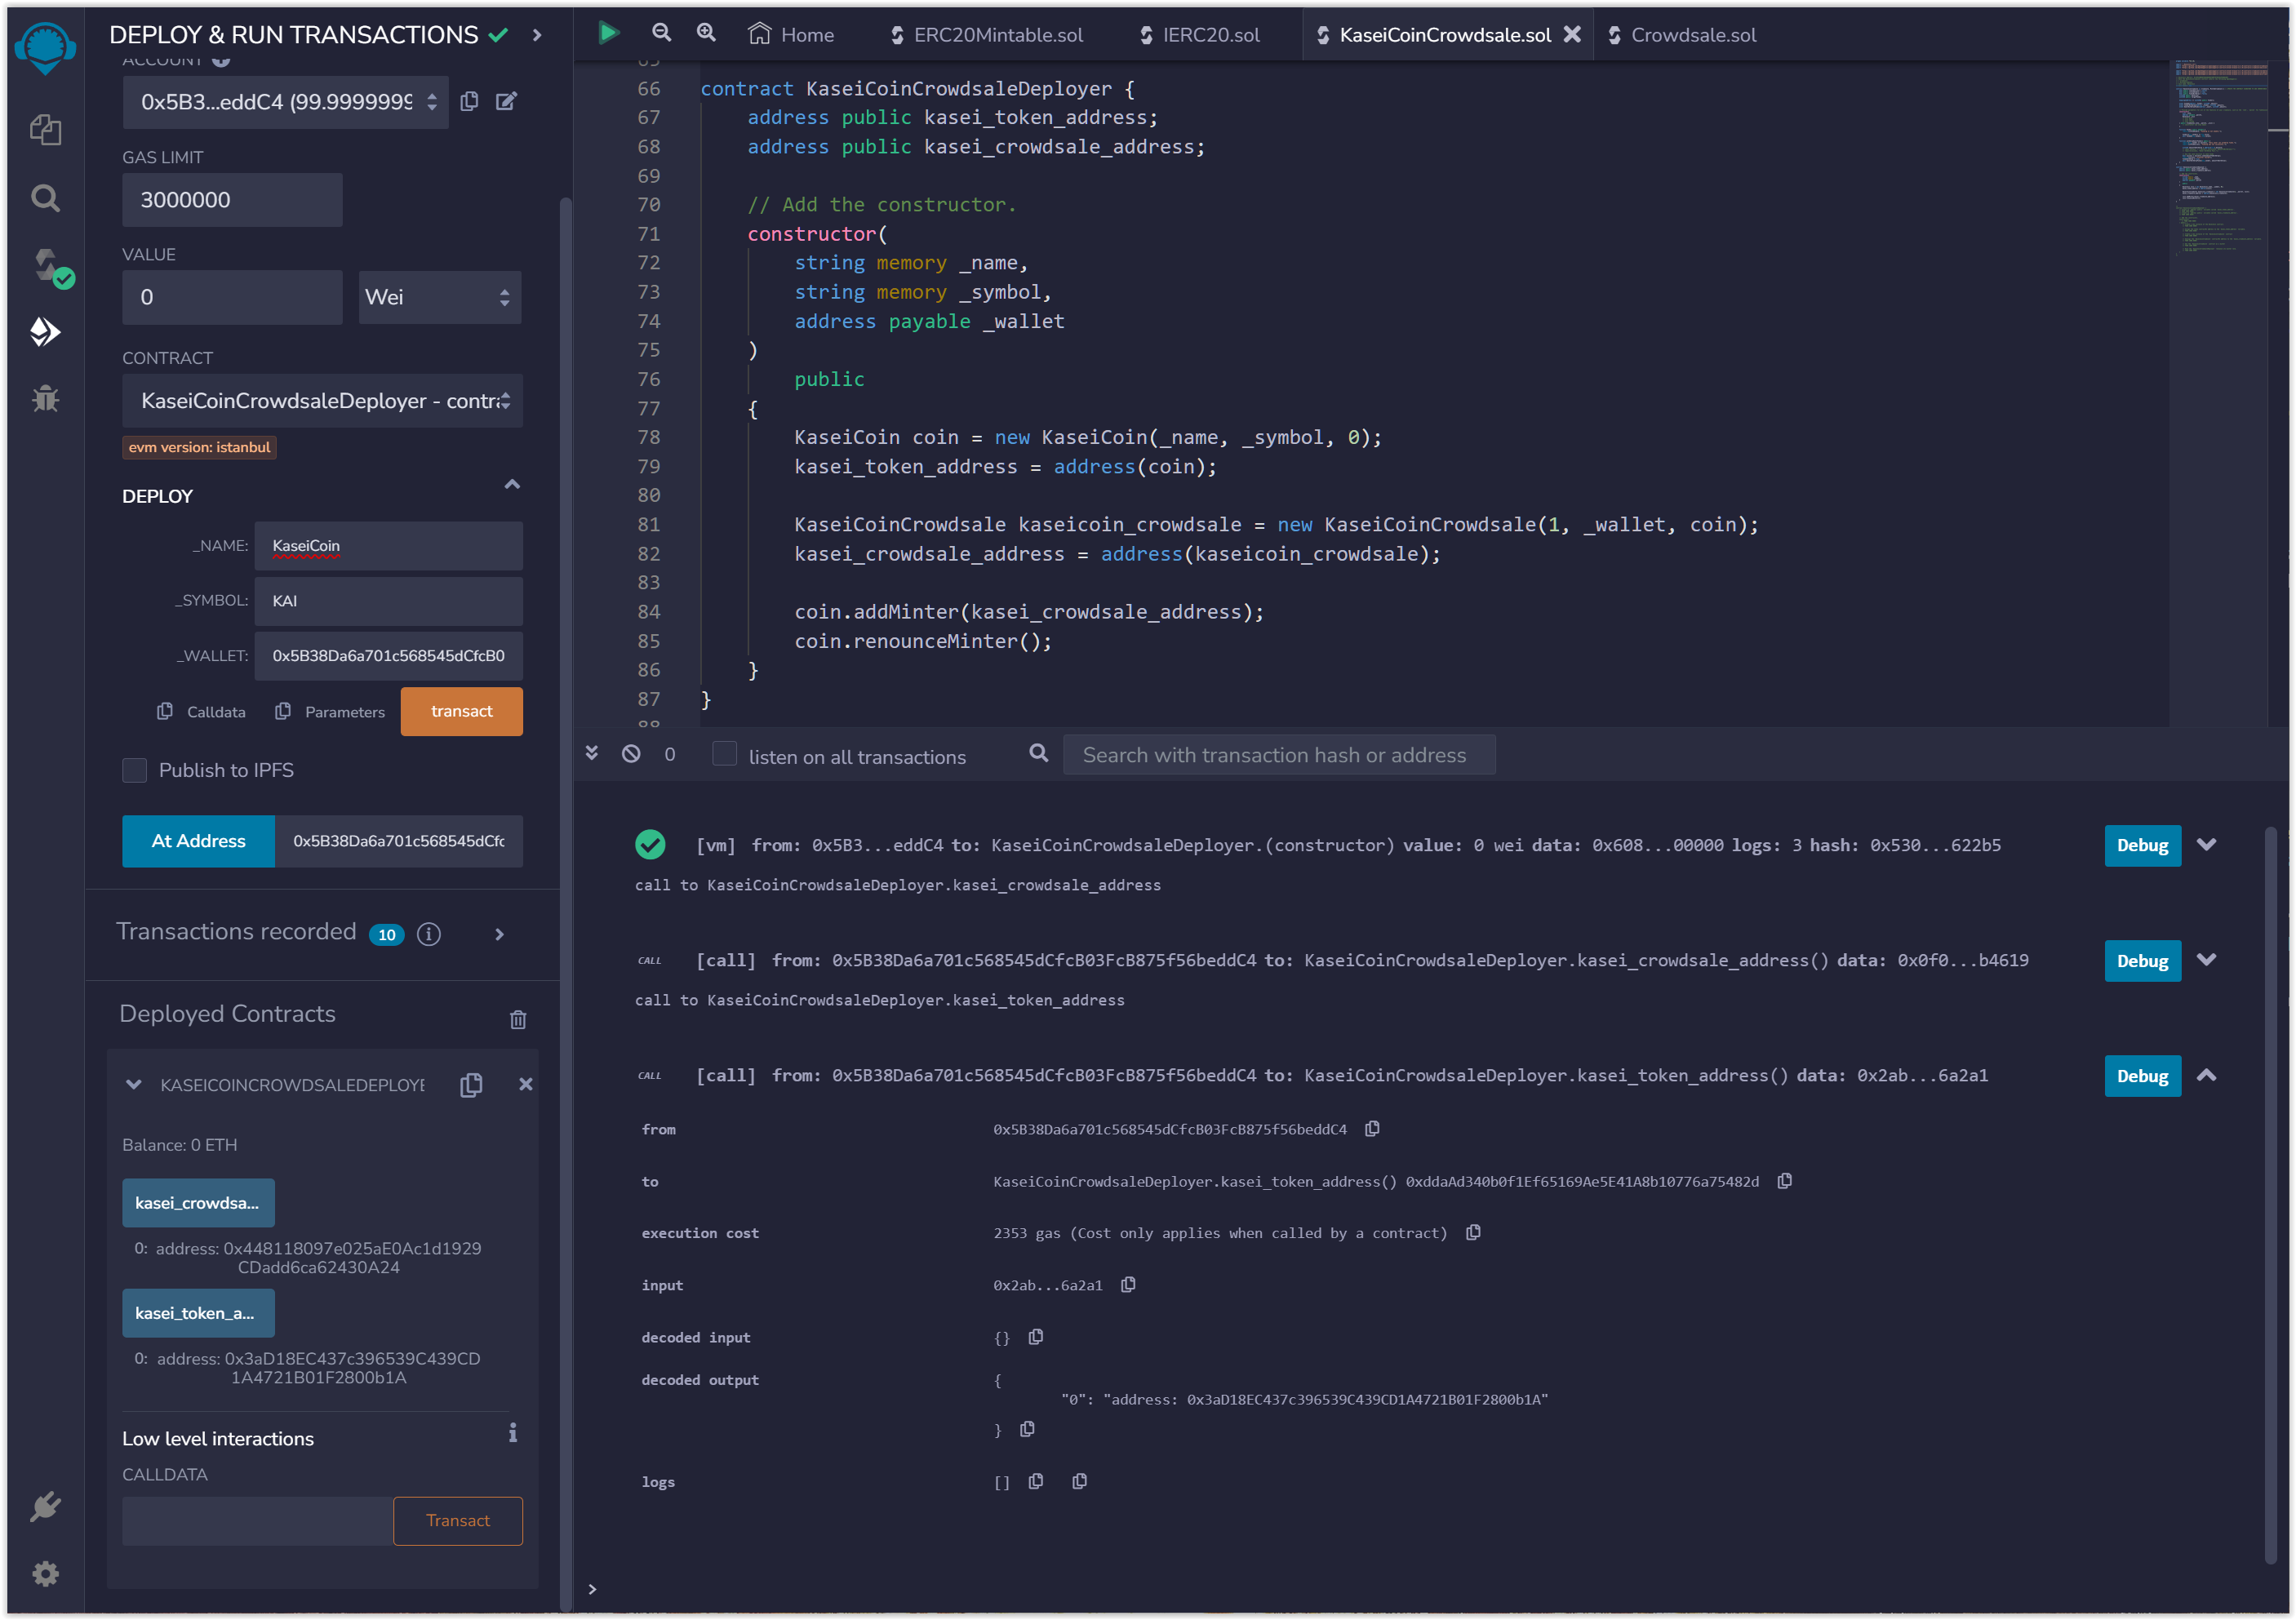 DEPLOY & RUN TRANSACTIONS
ACCOUNT
0x5B3...eddC4 (99.9999999
GAS LIMIT
3000000
VALUE
0
Wei
CONTRACT
KaseiCoinCrowdsaleDeployer - contra
evm version: istanbul
DEPLOY
_NAME: KaseiCoin
_SYMBOL: KAI
_WALLET: 0x5B38Da6a701c568545dCfcB0
Calldata Parameters transact
Publish to IPFS
At Address 0x5B38Da6a701c568545dCfc
Transactions recorded 10 i
Deployed Contracts
KASEICOINCROWDSALEDEPLOYE
Balance: 0 ETH
kasei_crowdsa...
0: address: 0x448118097e025aE0Ac1d1929
CDadd6ca62430A24
kasei_token_a...
0: address: 0x3aD18EC437c396539C439CD
1A4721B01F2800b1A
Low level interactions i
CALLDATA
Transact
Home ERC20Mintable.sol IERC20.sol KaseiCoinCrowdsale.sol Crowdsale.sol
65
66 contract KaseiCoinCrowdsaleDeployer {
67 address public kasei_token_address;
68 address public kasei_crowdsale_address;
69
70 // Add the constructor.
71 constructor(
72 string memory _name,
73 string memory _symbol,
74 address payable _wallet
75 )
76 public
77 {
78 KaseiCoin coin = new KaseiCoin(_name, _symbol, 0);
79 kasei_token_address = address(coin);
80
81 KaseiCoinCrowdsale kaseicoin_crowdsale = new KaseiCoinCrowdsale(1, _wallet, coin);
82 kasei_crowdsale_address = address(kaseicoin_crowdsale);
83
84 coin.addMinter(kasei_crowdsale_address);
85 coin.renounceMinter();
86 }
87 }
88
0 listen on all transactions Search with transaction hash or address
[vm] from: 0x5B3...eddC4 to: KaseiCoinCrowdsaleDeployer.(constructor) value: 0 wei data: 0x608...00000 logs: 3 hash: 0x530...622b5 Debug
call to KaseiCoinCrowdsaleDeployer.kasei_crowdsale_address
CALL [call] from: 0x5B38Da6a701c568545dCfcB03FcB875f56beddC4 to: KaseiCoinCrowdsaleDeployer.kasei_crowdsale_address() data: 0x0f0...b4619 Debug
call to KaseiCoinCrowdsaleDeployer.kasei_token_address
CALL [call] from: 0x5B38Da6a701c568545dCfcB03FcB875f56beddC4 to: KaseiCoinCrowdsaleDeployer.kasei_token_address() data: 0x2ab...6a2a1 Debug
from 0x5B38Da6a701c568545dCfcB03FcB875f56beddC4
to KaseiCoinCrowdsaleDeployer.kasei_token_address() 0xddaAd340b0f1Ef65169Ae5E41A8b10776a75482d
execution cost 2353 gas (Cost only applies when called by a contract)
input 0x2ab...6a2a1
decoded input {}
decoded output {
"0": "address: 0x3aD18EC437c396539C439CD1A4721B01F2800b1A"
}
logs []
>